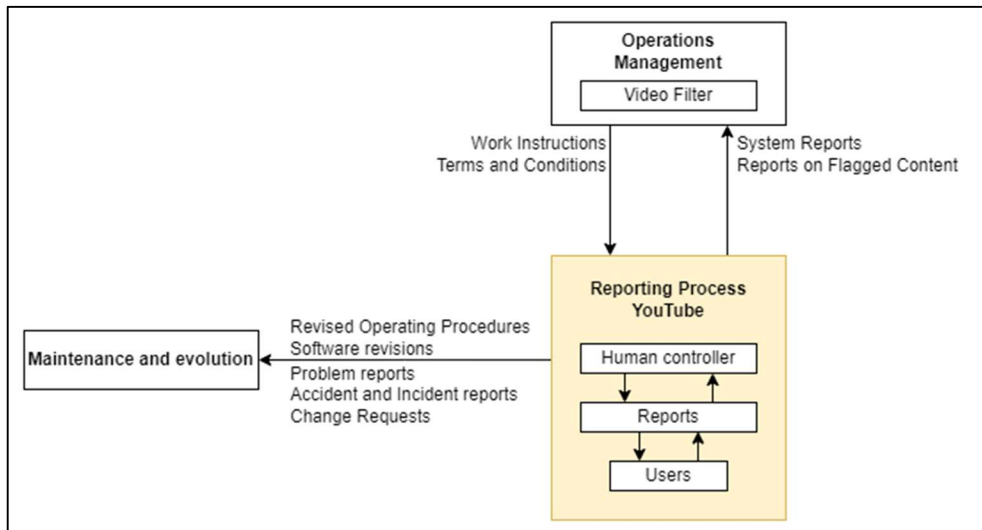 Operations
Management
Video Filter
Work Instructions
Terms and Conditions
System Reports
Reports on Flagged Content
Reporting Process
YouTube
Human controller
Reports
Users
Revised Operating Procedures
Software revisions
Problem reports
Accident and Incident reports
Change Requests
Maintenance and evolution